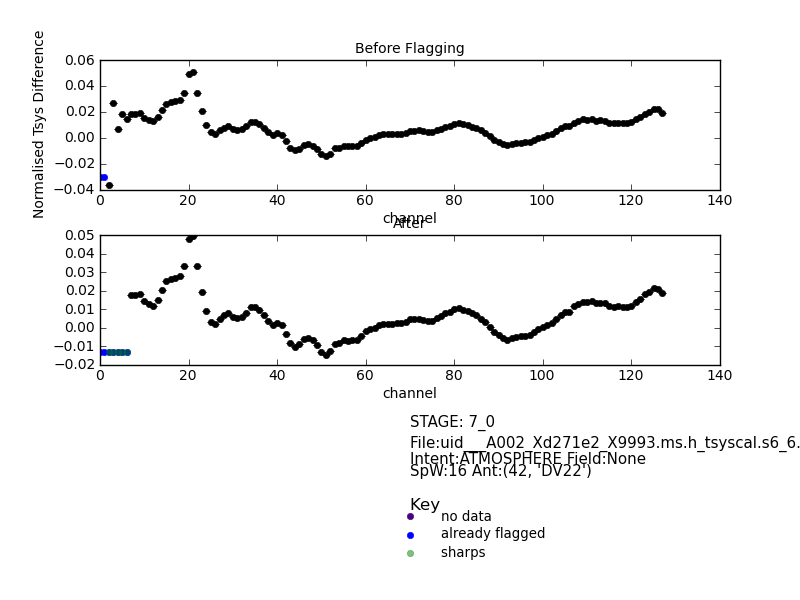 Before Flagging
Normalised Tsys Difference
0.06
0.04
0.02
0.00
−0.02
−0.04
0 20 40 60 80 100 120 140
channel
After
0.05
0.04
0.03
0.02
0.01
0.00
−0.01
−0.02
0 20 40 60 80 100 120 140
channel
STAGE: 7_0
File:uid___A002_Xd271e2_X9993.ms.h_tsyscal.s6_6.
Intent:ATMOSPHERE Field:None
SpW:16 Ant:(42, 'DV22')
Key
no data
already flagged
sharps